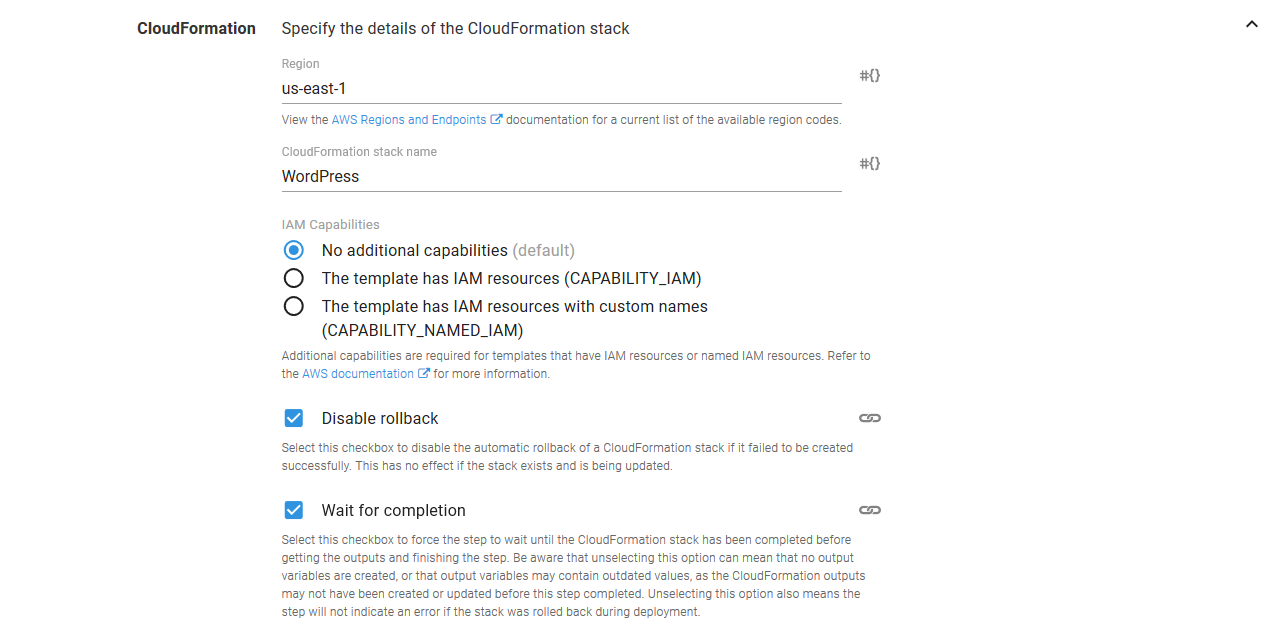 CloudFormation Specify the details of the CloudFormation stack
Region
us-east-1
#{}
View the AWS Regions and Endpoints documentation for a current list of the available region codes.
CloudFormation stack name
WordPress
#{}
IAM Capabilities
No additional capabilities (default)
The template has IAM resources (CAPABILITY_IAM)
The template has IAM resources with custom names
(CAPABILITY_NAMED_IAM)
Additional capabilities are required for templates that have IAM resources or named IAM resources. Refer to
the AWS documentation for more information.
Disable rollback
Select this checkbox to disable the automatic rollback of a CloudFormation stack if it failed to be created
successfully. This has no effect if the stack exists and is being updated.
Wait for completion
Select this checkbox to force the step to wait until the CloudFormation stack has been completed before
getting the outputs and finishing the step. Be aware that unselecting this option can mean that no output
variables are created, or that output variables may contain outdated values, as the CloudFormation outputs
may not have been created or updated before this step completed. Unselecting this option also means the
step will not indicate an error if the stack was rolled back during deployment.